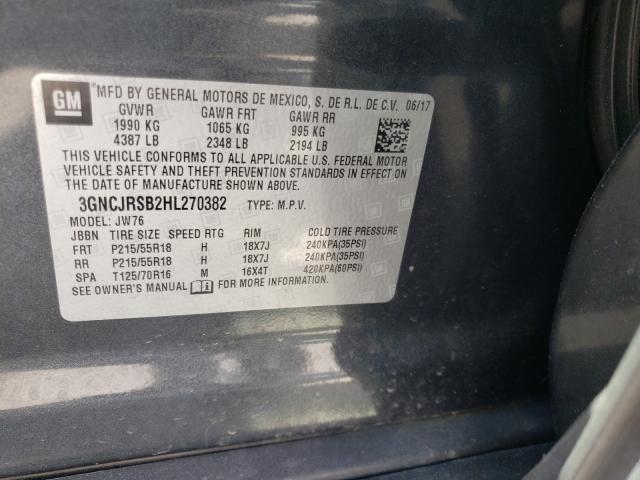 GM
MFD BY GENERAL MOTORS DE MEXICO, S. DE R.L. DE C.V. 06/17
GVWR GAWR FRT GAWR RR
1990 KG 1065 KG 995 KG
4387 LB 2348 LB 2194 LB
THIS VEHICLE CONFORMS TO ALL APPLICABLE U.S. FEDERAL MOTOR
VEHICLE SAFETY AND THEFT PREVENTION STANDARDS IN EFFECT ON
THE DATE OF MANUFACTURE SHOWN ABOVE.
3GNCJRSB2HL270382 TYPE: M.P.V.
MODEL: JW76
JBBN TIRE SIZE SPEED RTG RIM COLD TIRE PRESSURE
FRT P215/55R18 H 18X7J 240KPA(35PSI)
RR P215/55R18 H 18X7J 240KPA(35PSI)
SPA T125/70R16 M 16X4T 420KPA(60PSI)
SEE OWNER'S MANUAL FOR MORE INFORMATION.